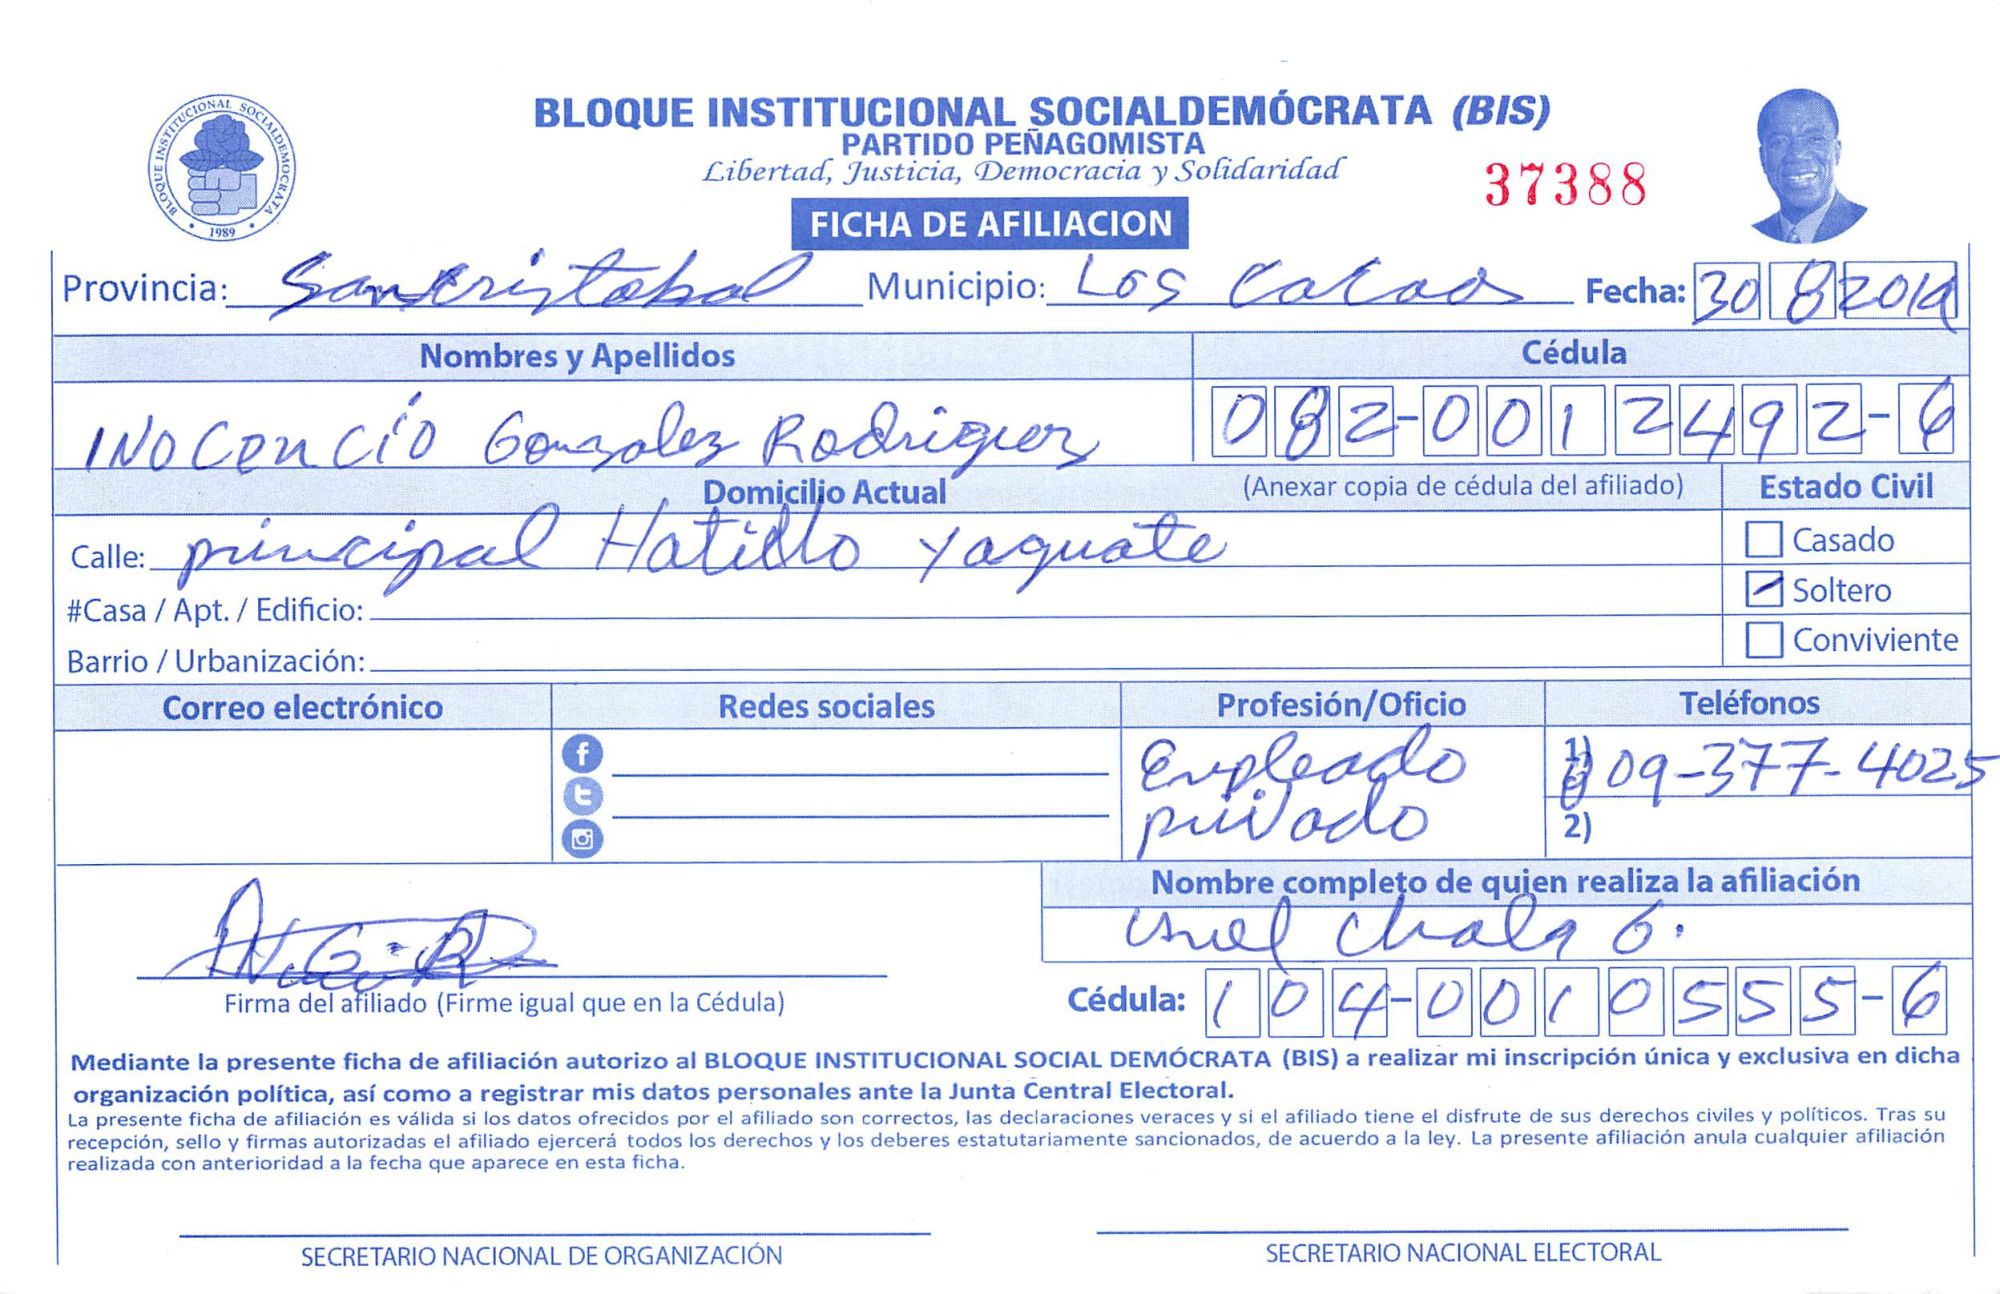 BLOQUE INSTITUCIONAL SOCIALDEMÓCRATA
1989
BLOQUE INSTITUCIONAL SOCIALDEMÓCRATA (BIS)
PARTIDO PEÑAGOMISTA
Libertad, Justicia, Democracia y Solidaridad
37388
FICHA DE AFILIACION
Provincia: San Cristobal Municipio: Los Cacaos Fecha: 30 8 2019
Nombres y Apellidos Cédula
INOCENCIO Gonzalez Rodriguez 082-0012492-6
Domicilio Actual (Anexar copia de cédula del afiliado) Estado Civil
Calle: principal Hatillo Yaguate Casado
#Casa / Apt. / Edificio: Soltero
Barrio / Urbanización: Conviviente
Correo electrónico Redes sociales Profesión/Oficio Teléfonos
Empleado 1) 809-377-4025
privado 2)
Nombre completo de quien realiza la afiliación
Chala G.
Firma del afiliado (Firme igual que en la Cédula) Cédula: 104-0010555-6
Mediante la presente ficha de afiliación autorizo al BLOQUE INSTITUCIONAL SOCIAL DEMÓCRATA (BIS) a realizar mi inscripción única y exclusiva en dicha
organización política, así como a registrar mis datos personales ante la Junta Central Electoral.
La presente ficha de afiliación es válida si los datos ofrecidos por el afiliado son correctos, las declaraciones veraces y si el afiliado tiene el disfrute de sus derechos civiles y políticos. Tras su
recepción, sello y firmas autorizadas el afiliado ejercerá todos los derechos y los deberes estatutariamente sancionados, de acuerdo a la ley. La presente afiliación anula cualquier afiliación
realizada con anterioridad a la fecha que aparece en esta ficha.
SECRETARIO NACIONAL DE ORGANIZACIÓN SECRETARIO NACIONAL ELECTORAL